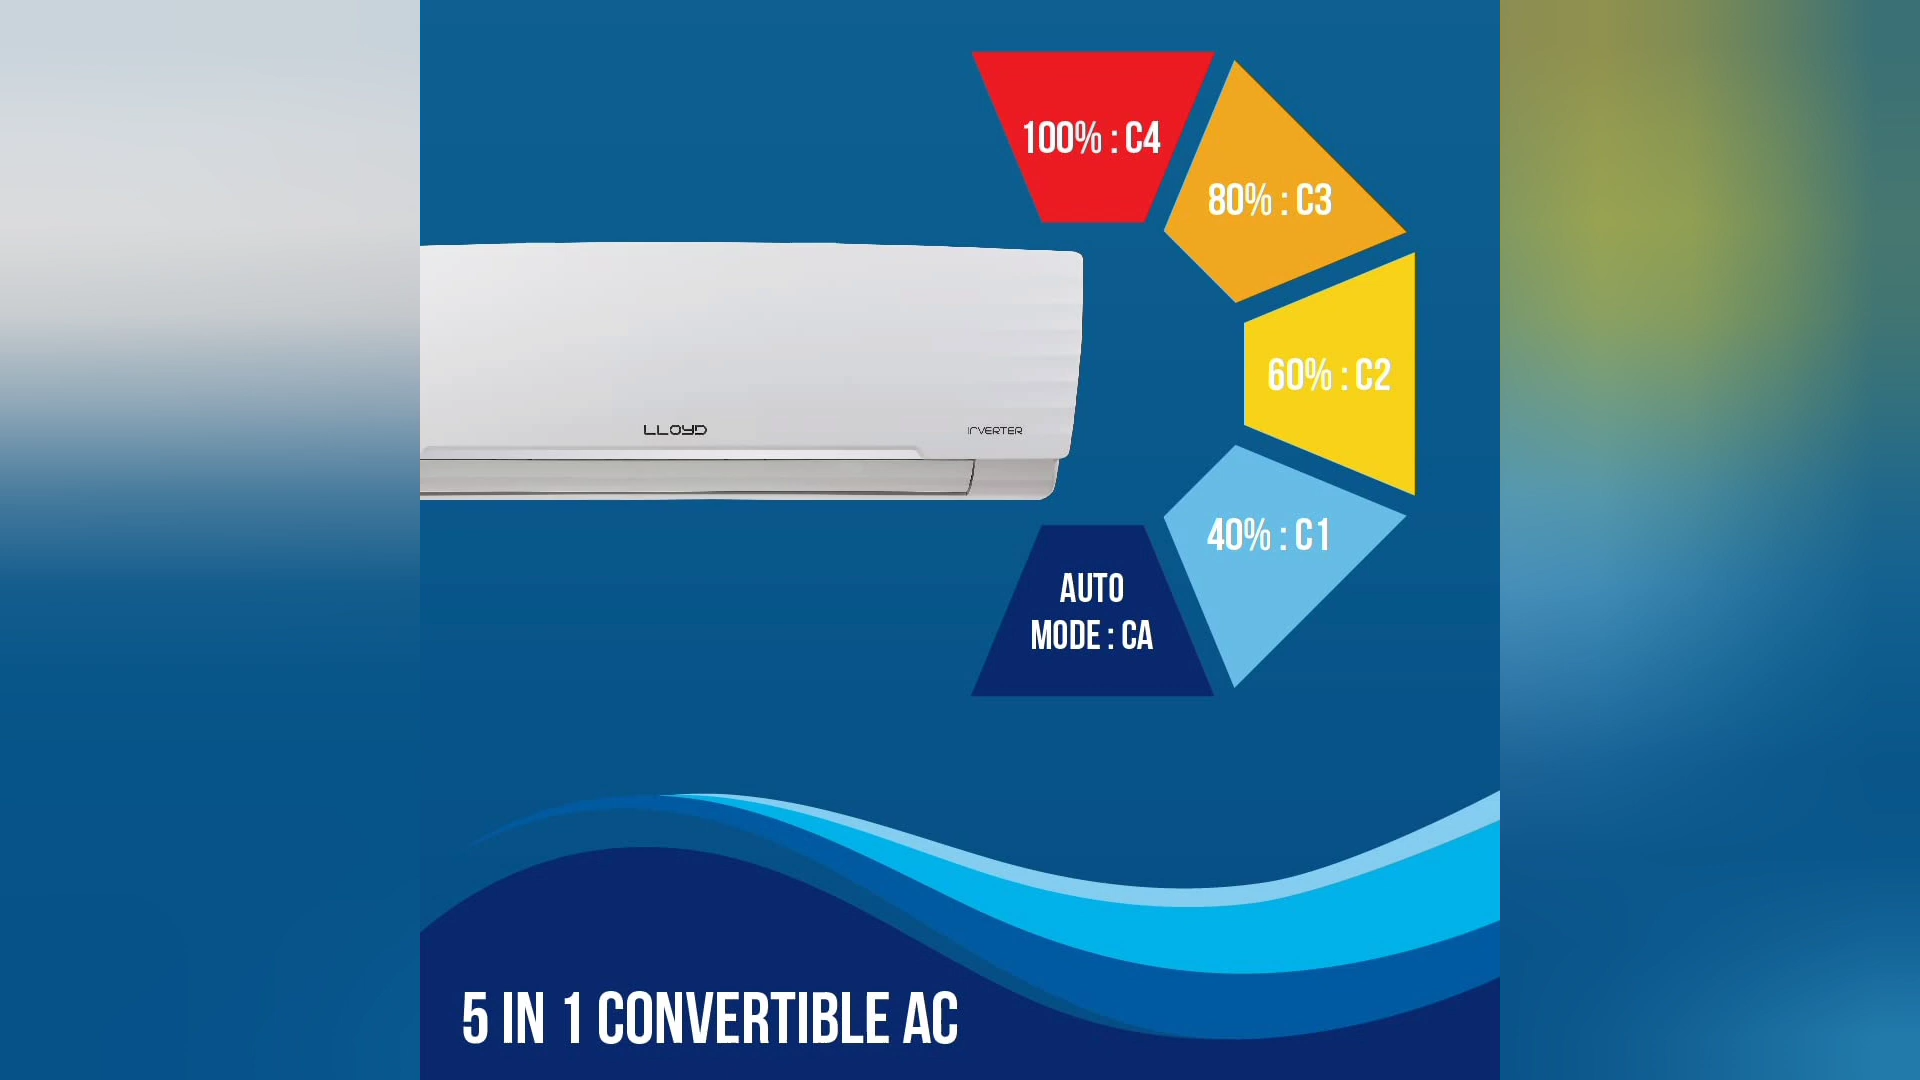 100% : C4
80% : C3
60% : C2
LLOYD
INVERTER
40% : C1
AUTO
MODE : CA
5 IN 1 CONVERTIBLE AC